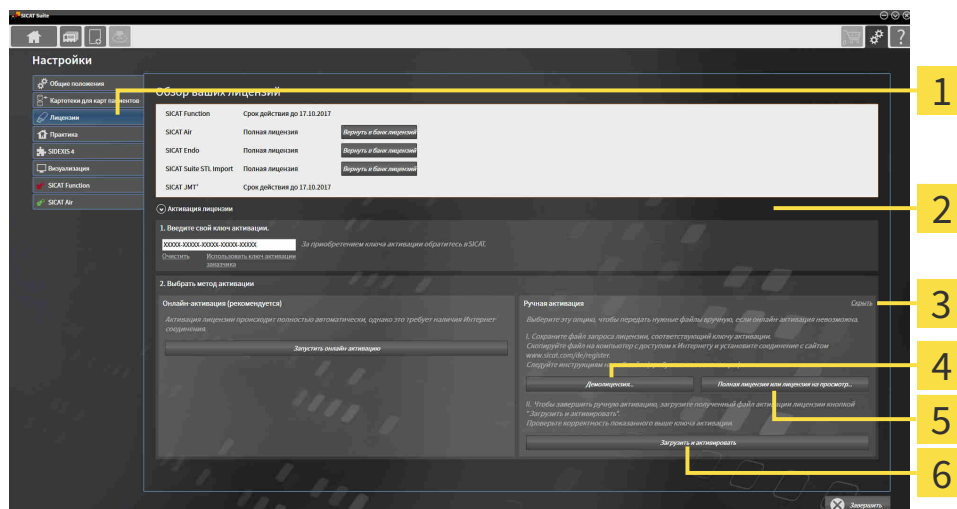 SICAT Suite
Настройки
Общие положения
Картотеки для карт пациентов
Лицензии
Практика
SIDEXIS 4
Визуализация
SICAT Function
SICAT Air
Обзор ваших лицензий
SICAT Function Срок действия до 17.10.2017
SICAT Air Полная лицензия Вернуть в банк лицензий
SICAT Endo Полная лицензия Вернуть в банк лицензий
SICAT Suite STL Import Полная лицензия Вернуть в банк лицензий
SICAT JMT+ Срок действия до 17.10.2017
Активация лицензии
1. Введите свой ключ активации.
XXXXX-XXXXX-XXXXX-XXXXX-XXXXX За приобретением ключа активации обратитесь в SICAT.
Очистить Использовать ключ активации
заказчика
2. Выбрать метод активации
Онлайн-активация (рекомендуется)
Активация лицензии происходит полностью автоматически, однако это требует наличия Интернет
соединения.
Запустить онлайн активацию
Ручная активация Скрыть
Выберите эту опцию, чтобы передать нужные файлы вручную, если онлайн активация невозможна.
I. Сохраните файл запроса лицензии, соответствующий ключу активации.
Скопируйте файл на компьютер с доступом к Интернету и установите соединение с сайтом
www.sicat.com/de/register.
Следуйте инструкциям
Демолицензия... Полная лицензия или лицензия на просмотр...
II. Чтобы завершить ручную активацию, загрузите полученный файл активации лицензии кнопкой
"Загрузить и активировать".
Проверьте корректность показанного выше ключа активации.
Загрузить и активировать
Завершить
1
2
3
4
5
6